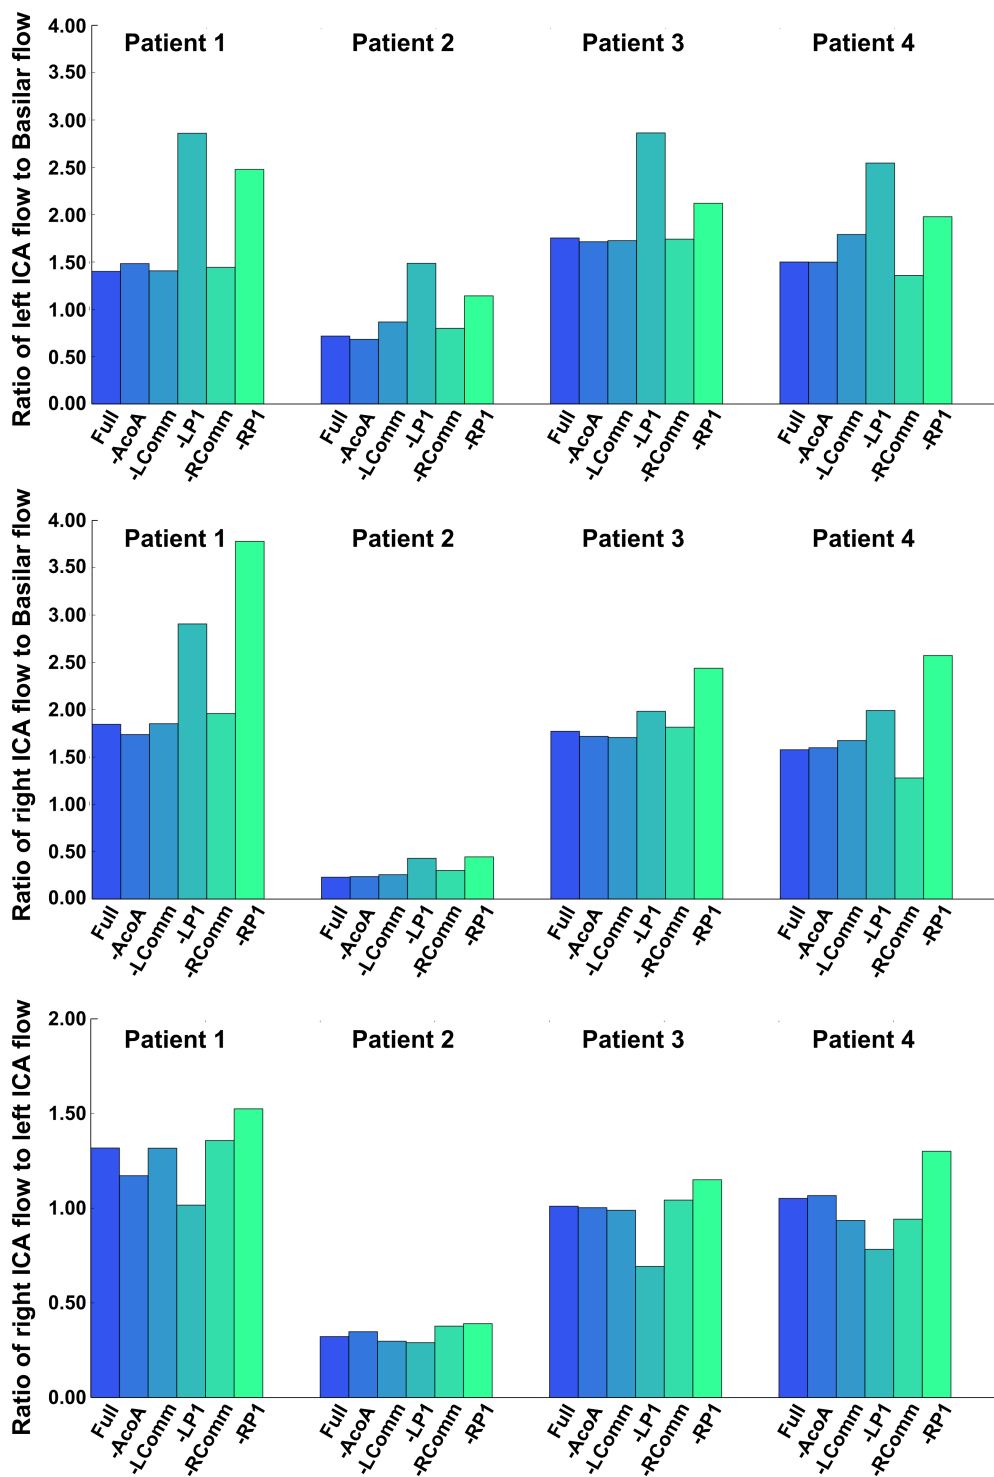 Ratio of left ICA flow to Basilar flow
Patient 1
Patient 2
Patient 3
Patient 4
4.00
3.50
3.00
2.50
2.00
1.50
1.00
0.50
0.00
Full
-AcoA
-LComm
-LP1
-RComm
-RP1
Full
-AcoA
-LComm
-LP1
-RComm
-RP1
Full
-AcoA
-LComm
-LP1
-RComm
-RP1
Full
-AcoA
-LComm
-LP1
-RComm
-RP1
Ratio of right ICA flow to Basilar flow
Patient 1
Patient 2
Patient 3
Patient 4
4.00
3.50
3.00
2.50
2.00
1.50
1.00
0.50
0.00
Full
-AcoA
-LComm
-LP1
-RComm
-RP1
Full
-AcoA
-LComm
-LP1
-RComm
-RP1
Full
-AcoA
-LComm
-LP1
-RComm
-RP1
Full
-AcoA
-LComm
-LP1
-RComm
-RP1
Ratio of right ICA flow to left ICA flow
Patient 1
Patient 2
Patient 3
Patient 4
2.00
1.50
1.00
0.50
0.00
Full
-AcoA
-LComm
-LP1
-RComm
-RP1
Full
-AcoA
-LComm
-LP1
-RComm
-RP1
Full
-AcoA
-LComm
-LP1
-RComm
-RP1
Full
-AcoA
-LComm
-LP1
-RComm
-RP1